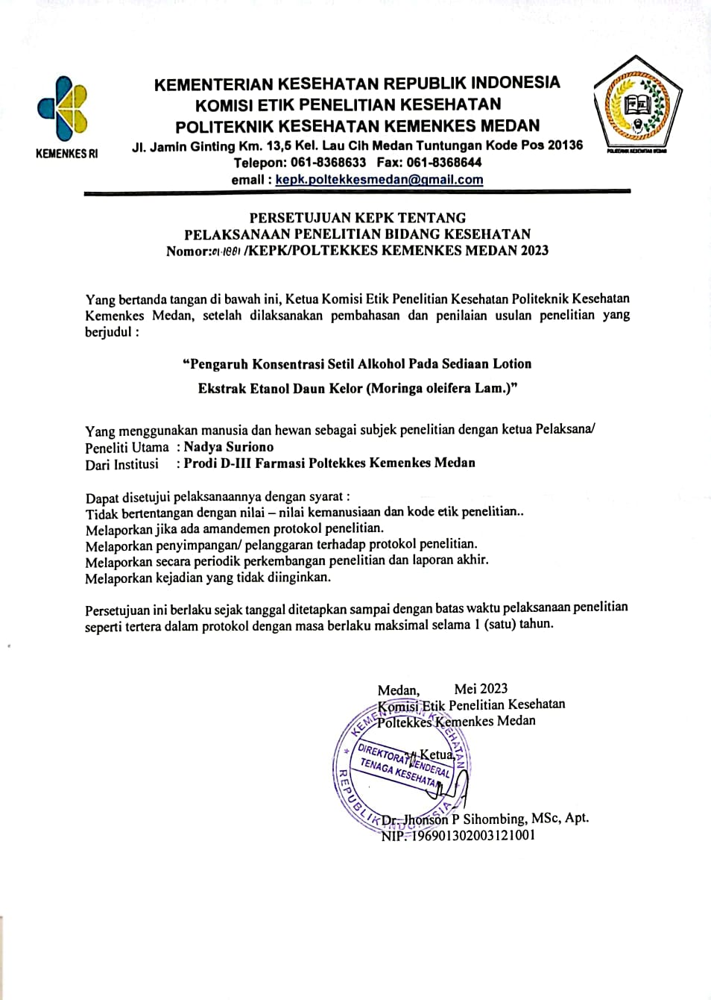 KEMENTERIAN KESEHATAN REPUBLIK INDONESIA
KOMISI ETIK PENELITIAN KESEHATAN
POLITEKNIK KESEHATAN KEMENKES MEDAN
Jl. Jamin Ginting Km. 13,5 Kel. Lau Cih Medan Tuntungan Kode Pos 20136
Telepon: 061-8368633 Fax: 061-8368644
email : kepk.poltekkesmedan@gmail.com
KEMENKES RI
POLITEKNIK KESEHATAN MEDAN
PERSETUJUAN KEPK TENTANG
PELAKSANAAN PENELITIAN BIDANG KESEHATAN
Nomor: /KEPK/POLTEKKES KEMENKES MEDAN 2023
Yang bertanda tangan di bawah ini, Ketua Komisi Etik Penelitian Kesehatan Politeknik Kesehatan
Kemenkes Medan, setelah dilaksanakan pembahasan dan penilaian usulan penelitian yang
berjudul :
“Pengaruh Konsentrasi Setil Alkohol Pada Sediaan Lotion
Ekstrak Etanol Daun Kelor (Moringa oleifera Lam.)”
Yang menggunakan manusia dan hewan sebagai subjek penelitian dengan ketua Pelaksana/
Peneliti Utama : Nadya Suriono
Dari Institusi : Prodi D-III Farmasi Poltekkes Kemenkes Medan
Dapat disetujui pelaksanaannya dengan syarat :
Tidak bertentangan dengan nilai – nilai kemanusiaan dan kode etik penelitian..
Melaporkan jika ada amandemen protokol penelitian.
Melaporkan penyimpangan/ pelanggaran terhadap protokol penelitian.
Melaporkan secara periodik perkembangan penelitian dan laporan akhir.
Melaporkan kejadian yang tidak diinginkan.
Persetujuan ini berlaku sejak tanggal ditetapkan sampai dengan batas waktu pelaksanaan penelitian
seperti tertera dalam protokol dengan masa berlaku maksimal selama 1 (satu) tahun.
Medan, Mei 2023
Komisi Etik Penelitian Kesehatan
Poltekkes Kemenkes Medan
Ketua,
KEMENTERIAN KESEHATAN
DIREKTORAT JENDERAL
TENAGA KESEHATAN
REPUBLIK INDONESIA
Dr. Jhonson P Sihombing, MSc, Apt.
NIP. 196901302003121001